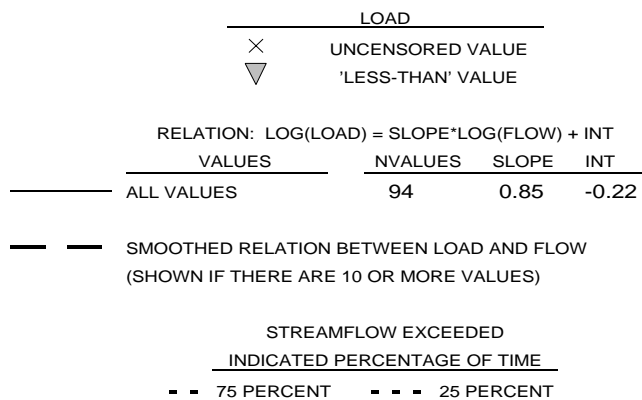 LOAD
UNCENSORED VALUE
'LESS-THAN' VALUE
RELATION: LOG(LOAD) = SLOPE*LOG(FLOW) + INT
VALUES NVALUES SLOPE INT
ALL VALUES 94 0.85 -0.22
SMOOTHED RELATION BETWEEN LOAD AND FLOW
(SHOWN IF THERE ARE 10 OR MORE VALUES)
STREAMFLOW EXCEEDED
INDICATED PERCENTAGE OF TIME
75 PERCENT 25 PERCENT